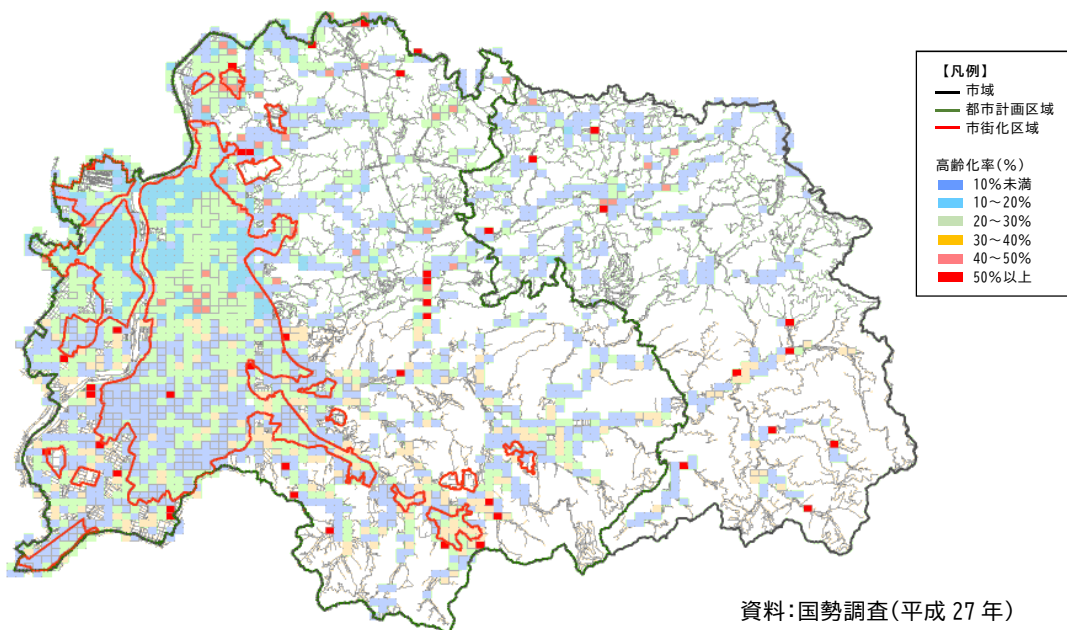 【凡例】
市域
都市計画区域
市街化区域
高齢化率(%)
10%未満
10～20%
20～30%
30～40%
40～50%
50%以上
資料：国勢調査(平成 27 年)